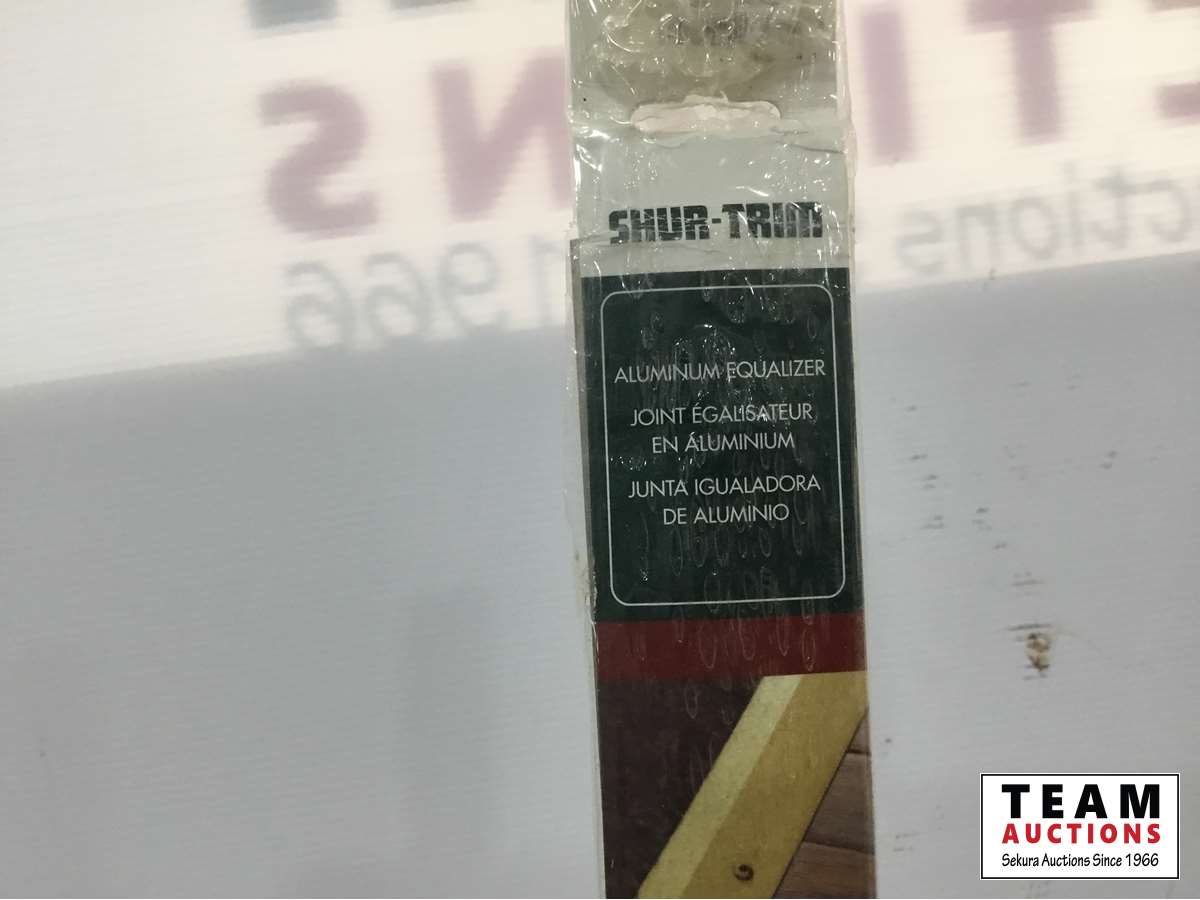 SHUR-TRIM
ALUMINUM EQUALIZER
JOINT ÉGALISATEUR
EN ALUMINIUM
JUNTA IGUALADORA
DE ALUMINIO
TEAM
AUCTIONS
Sekura Auctions Since 1966